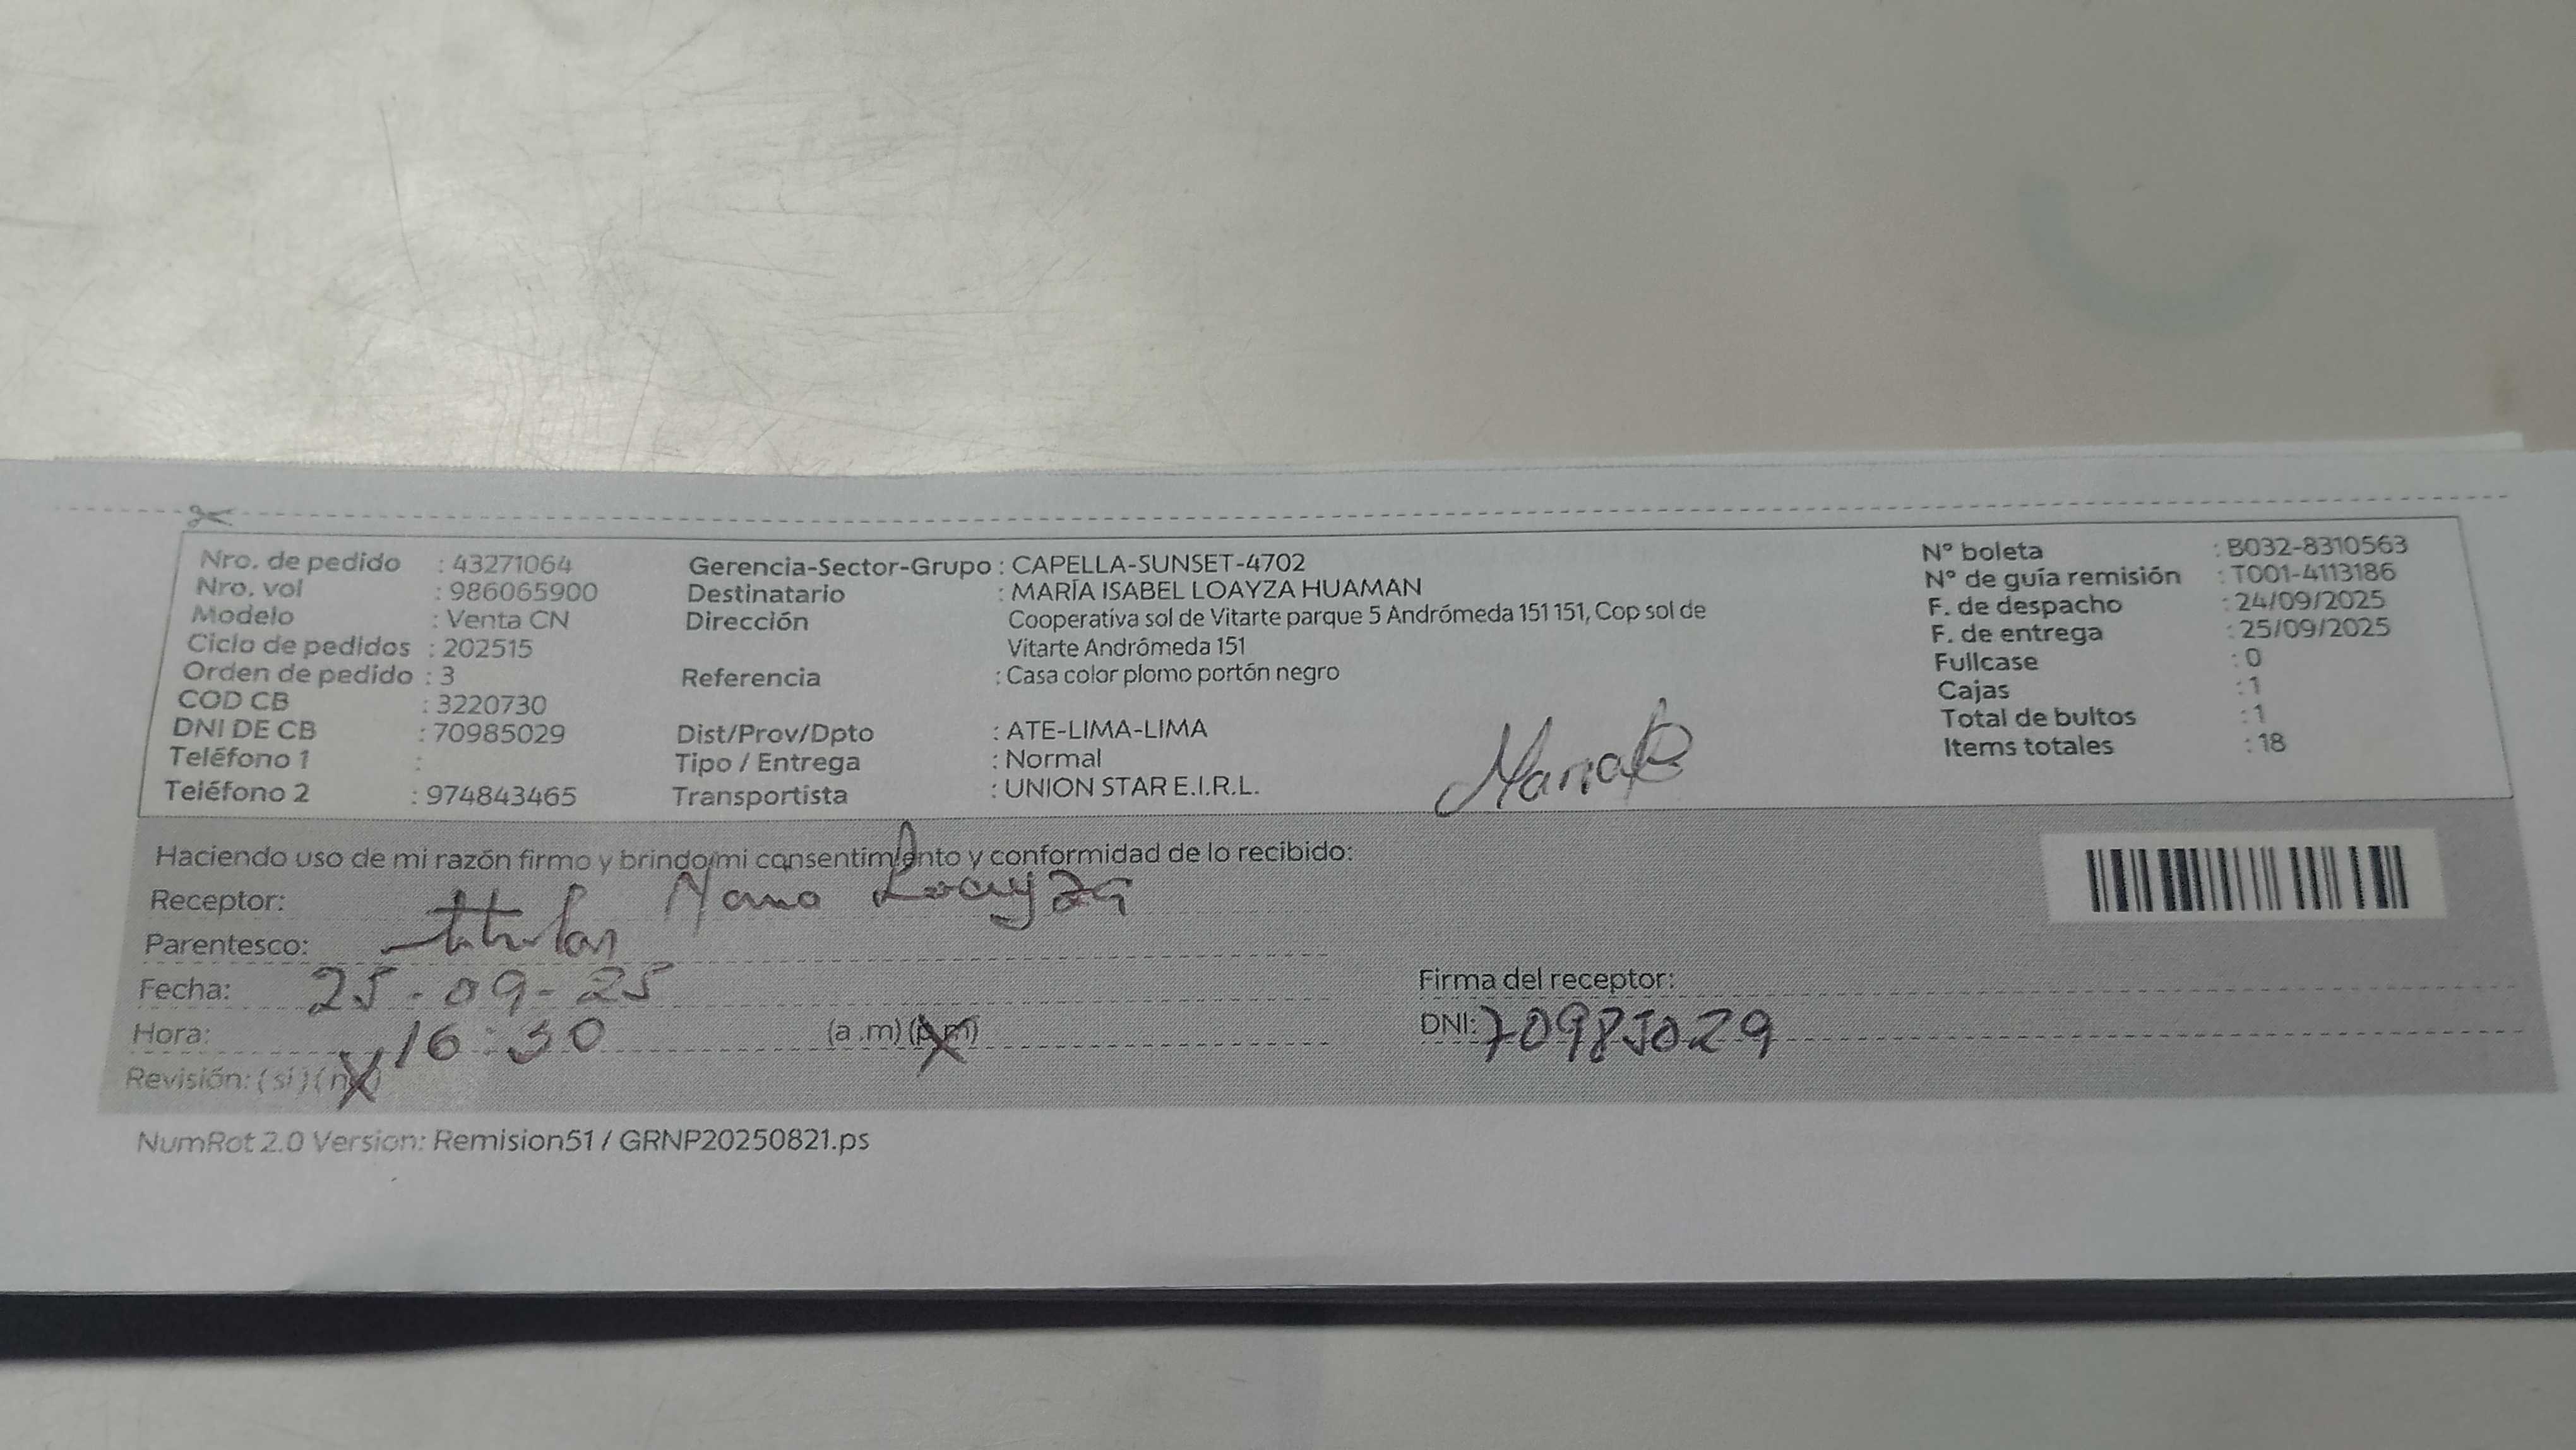 Nro. de pedido : 43271064
Nro. vol : 986065900
Modelo : Venta CN
Ciclo de pedidos : 202515
Orden de pedido : 3
COD CB : 3220730
DNI DE CB : 70985029
Teléfono 1 :
Teléfono 2 : 974843465
Gerencia-Sector-Grupo : CAPELLA-SUNSET-4702
Destinatario : MARÍA ISABEL LOAYZA HUAMAN
Dirección Cooperativa sol de Vitarte parque 5 Andrómeda 151 151, Cop sol de
Vitarte Andrómeda 151
Referencia : Casa color plomo portón negro
Dist/Prov/Dpto : ATE-LIMA-LIMA
Tipo / Entrega : Normal
Transportista : UNION STAR E.I.R.L.
N° boleta : B032-8310563
N° de guía remisión : T001-4113186
F. de despacho : 24/09/2025
F. de entrega : 25/09/2025
Fullcase : 0
Cajas : 1
Total de bultos : 1
Items totales : 18
Haciendo uso de mi razón firmo y brindo mi consentimiento y conformidad de lo recibido:
Receptor: Maria Loayza
Parentesco: titular
Fecha: 25-09-25
Hora: 16:30 (a.m) (p.m)
Revisión: (si) (no)
Firma del receptor:
DNI: 70985029
NumRot 2.0 Version: Remision51 / GRNP20250821.ps